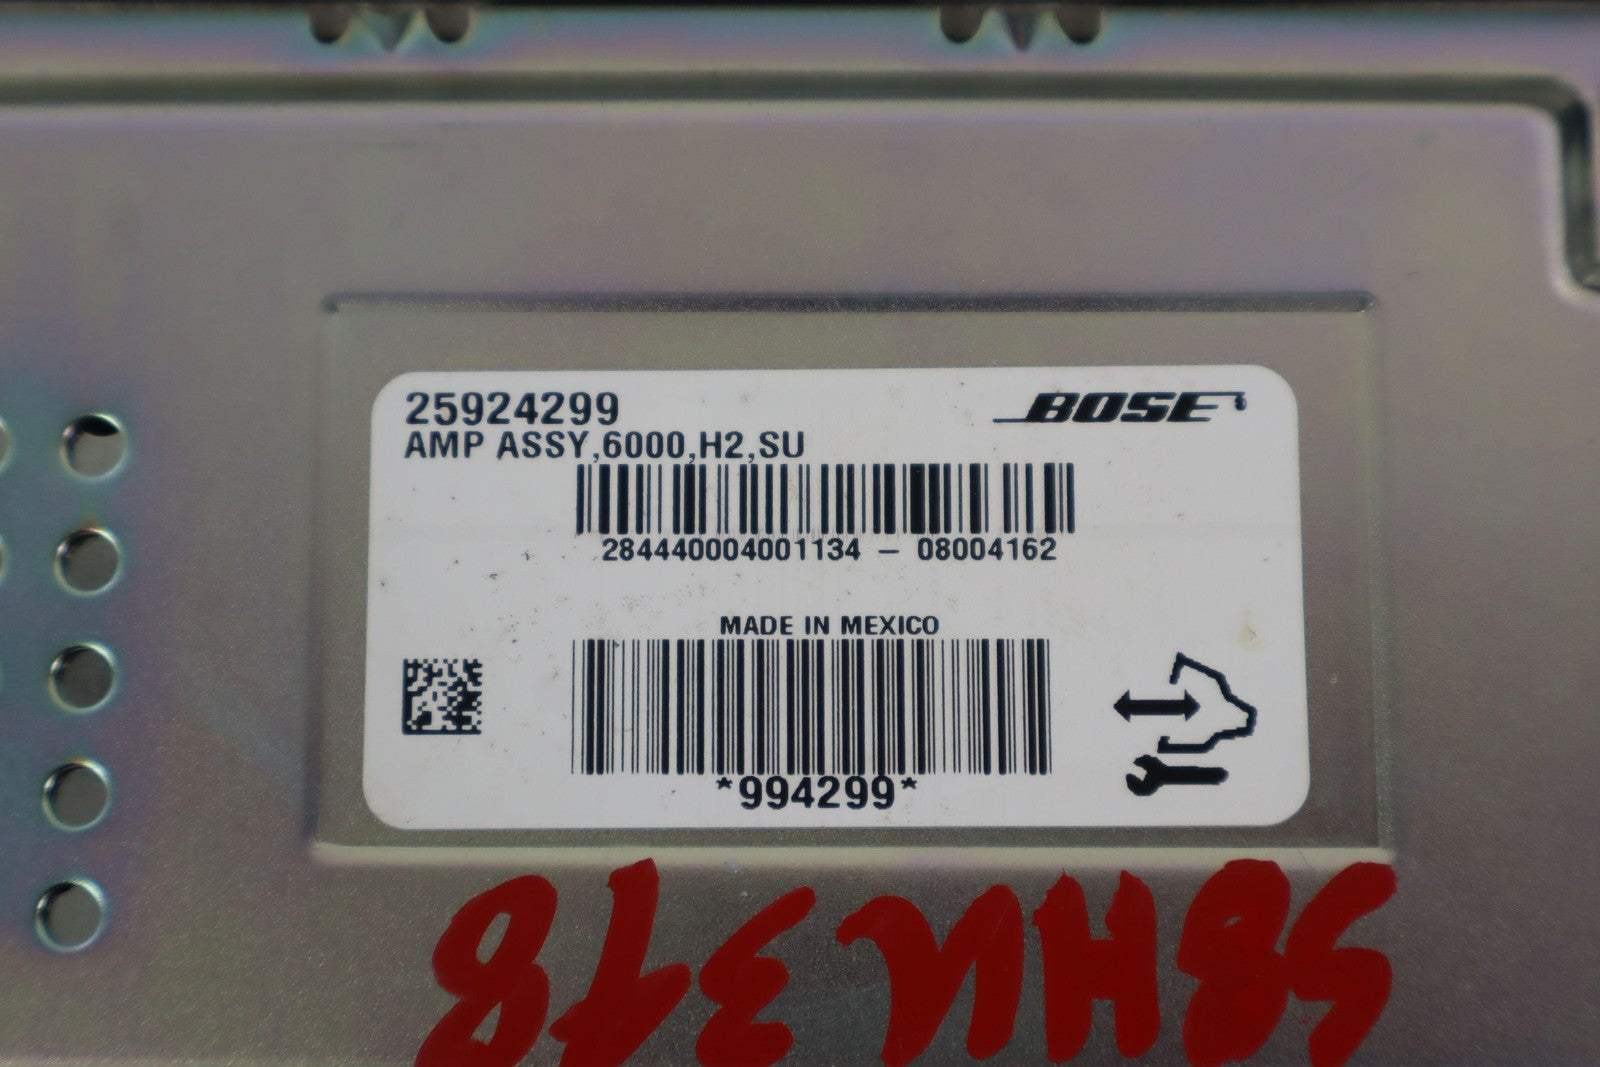 25924299
BOSE
AMP ASSY,6000,H2,SU
284440004001134 – 08004162
MADE IN MEXICO
*994299*